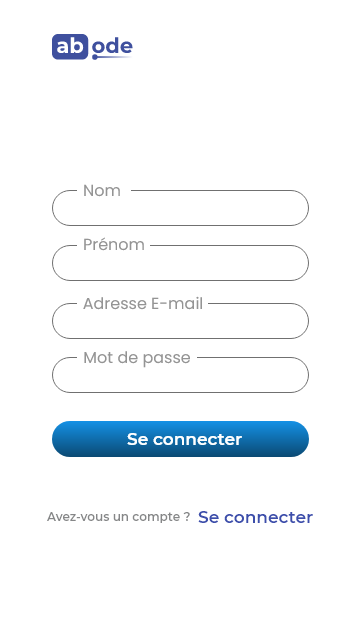 abode
Nom
Prénom
Adresse E-mail
Mot de passe
Se connecter
Avez-vous un compte ? Se connecter